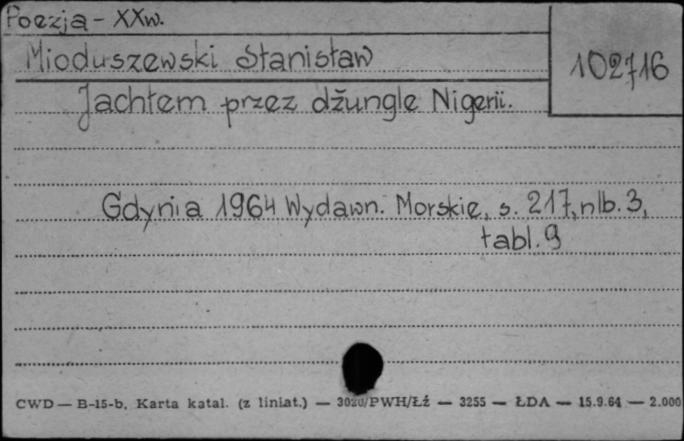 Poezja - XXw.
Mioduszewski Stanisław
102716
Jachtem przez dżungle Nigerii.
Gdynia 1964 Wydawn. Morskie, s. 217, nlb. 3,
tabl. 9
CWD — B-15-b, Karta katal. (z liniat.) — 3020/PWH/Łź — 3255 — ŁDA — 15.9.64 — 2.000